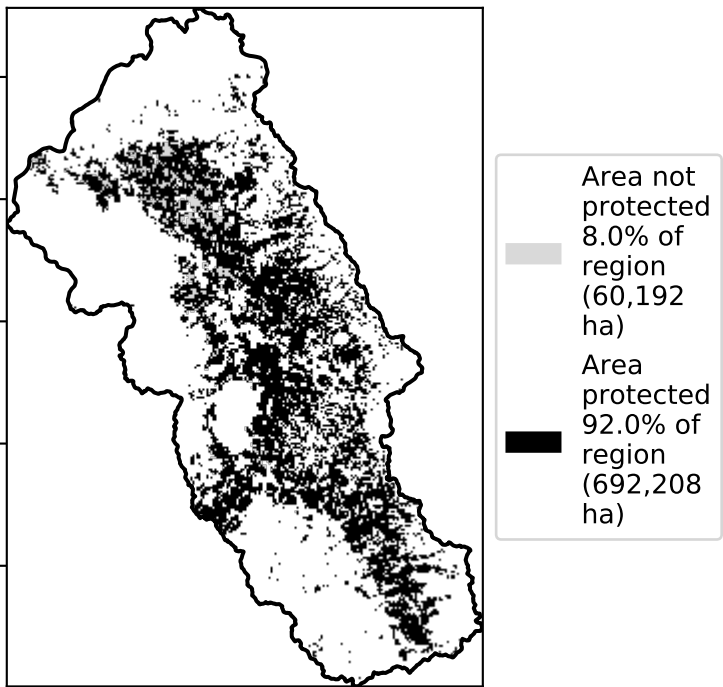 Area not
protected
8.0% of
region
(60,192
ha)
Area
protected
92.0% of
region
(692,208
ha)